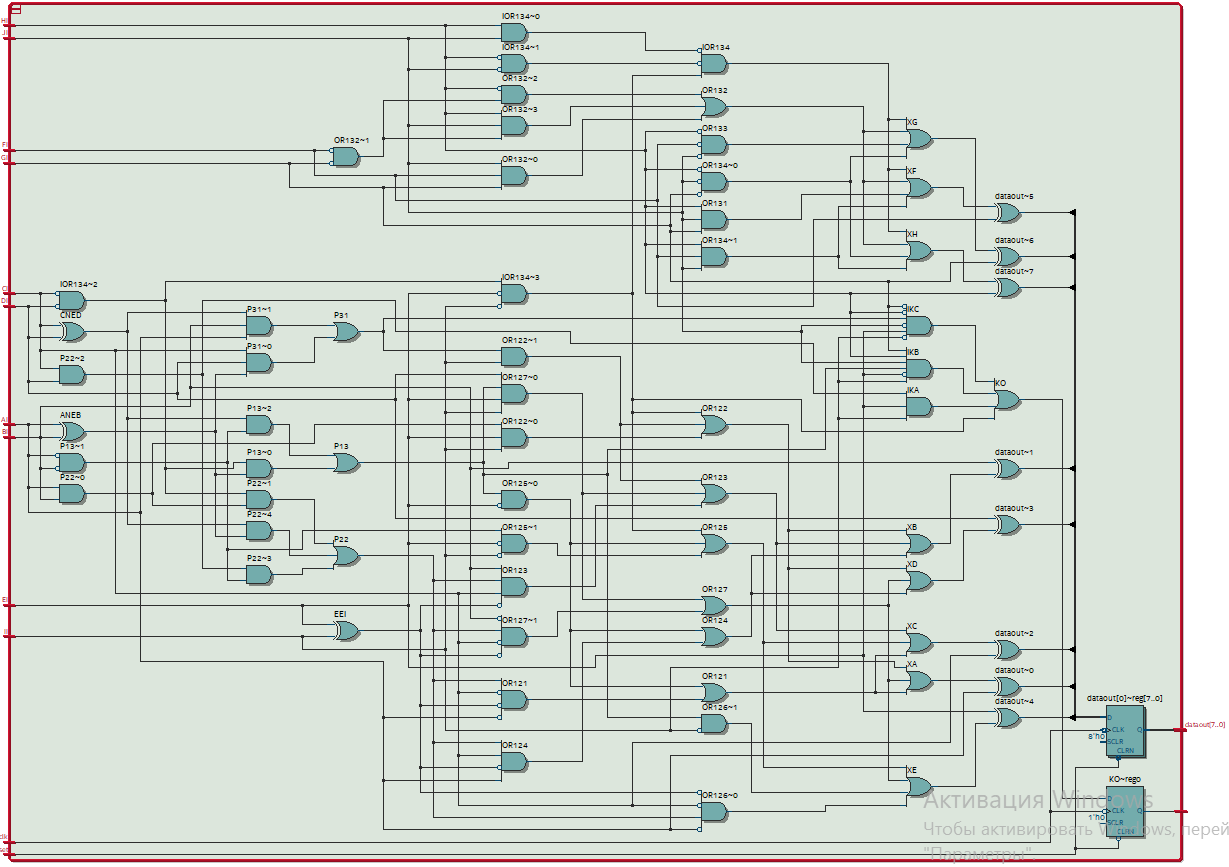 IOR134~0
IOR134~1
IOR134
OR132~2
OR132
OR132~3
XG
OR132~1
OR133
OR132~0
OR134~0
XF
dataout~5
OR131
XH
OR134~1
dataout~6
dataout~7
IOR134~2
IOR134~3
CNED
P31~1
P31
IKC
P22~2
P31~0
OR122~1
IKB
OR127~0
IKA
KO
ANEB
P13~2
OR122~0
OR122
P13~1
P13~0
P13
dataout~1
P22~0
P22~1
OR125~0
OR123
P22~4
dataout~3
P22
OR125~1
OR125
XB
P22~3
OR123
XD
OR127
EEI
OR127~1
OR124
XC
dataout~2
XA
dataout~0
OR121
OR121
dataout~4
dataout[0]~reg[7..0]
OR126~1
D
dataout[7..0]
CLK
Q
8'h0
SCLR
CLRN
OR124
XE
KO~reg0
OR126~0
D
CLK
Q
1'h0
SCLR
CLRN
Активация Windows
Чтобы активировать Windows, перей
"Параметры".